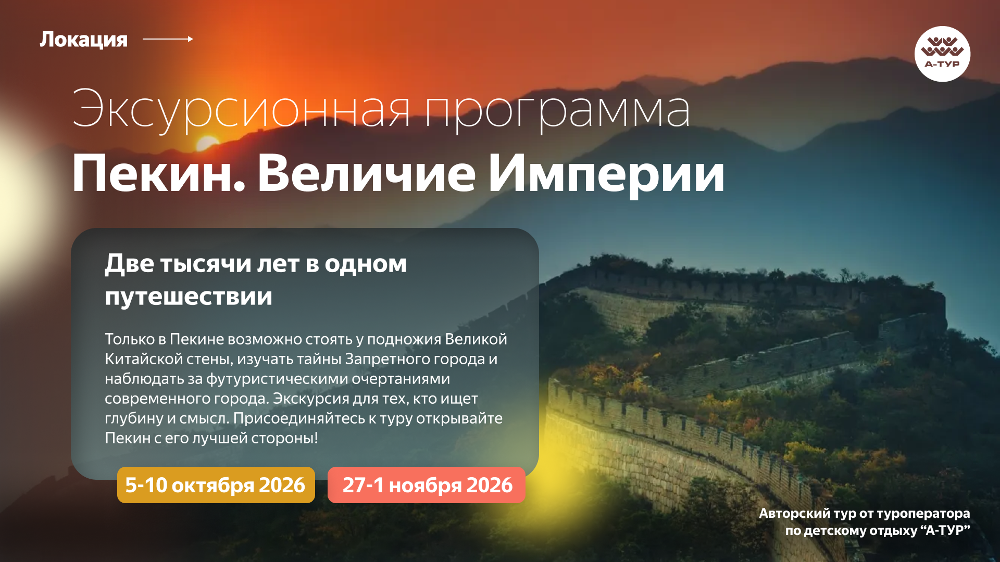 Локация
А-ТУР
Эксурсионная программа
Пекин. Величие Империи
Две тысячи лет в одном
путешествии
Только в Пекине возможно стоять у подножия Великой
Китайской стены, изучать тайны Запретного города и
наблюдать за футуристическими очертаниями
современного города. Экскурсия для тех, кто ищет
глубину и смысл. Присоединяйтесь к туру открывайте
Пекин с его лучшей стороны!
5-10 октября 2026
27-1 ноября 2026
Авторский тур от туроператора
по детскому отдыху “А-ТУР”